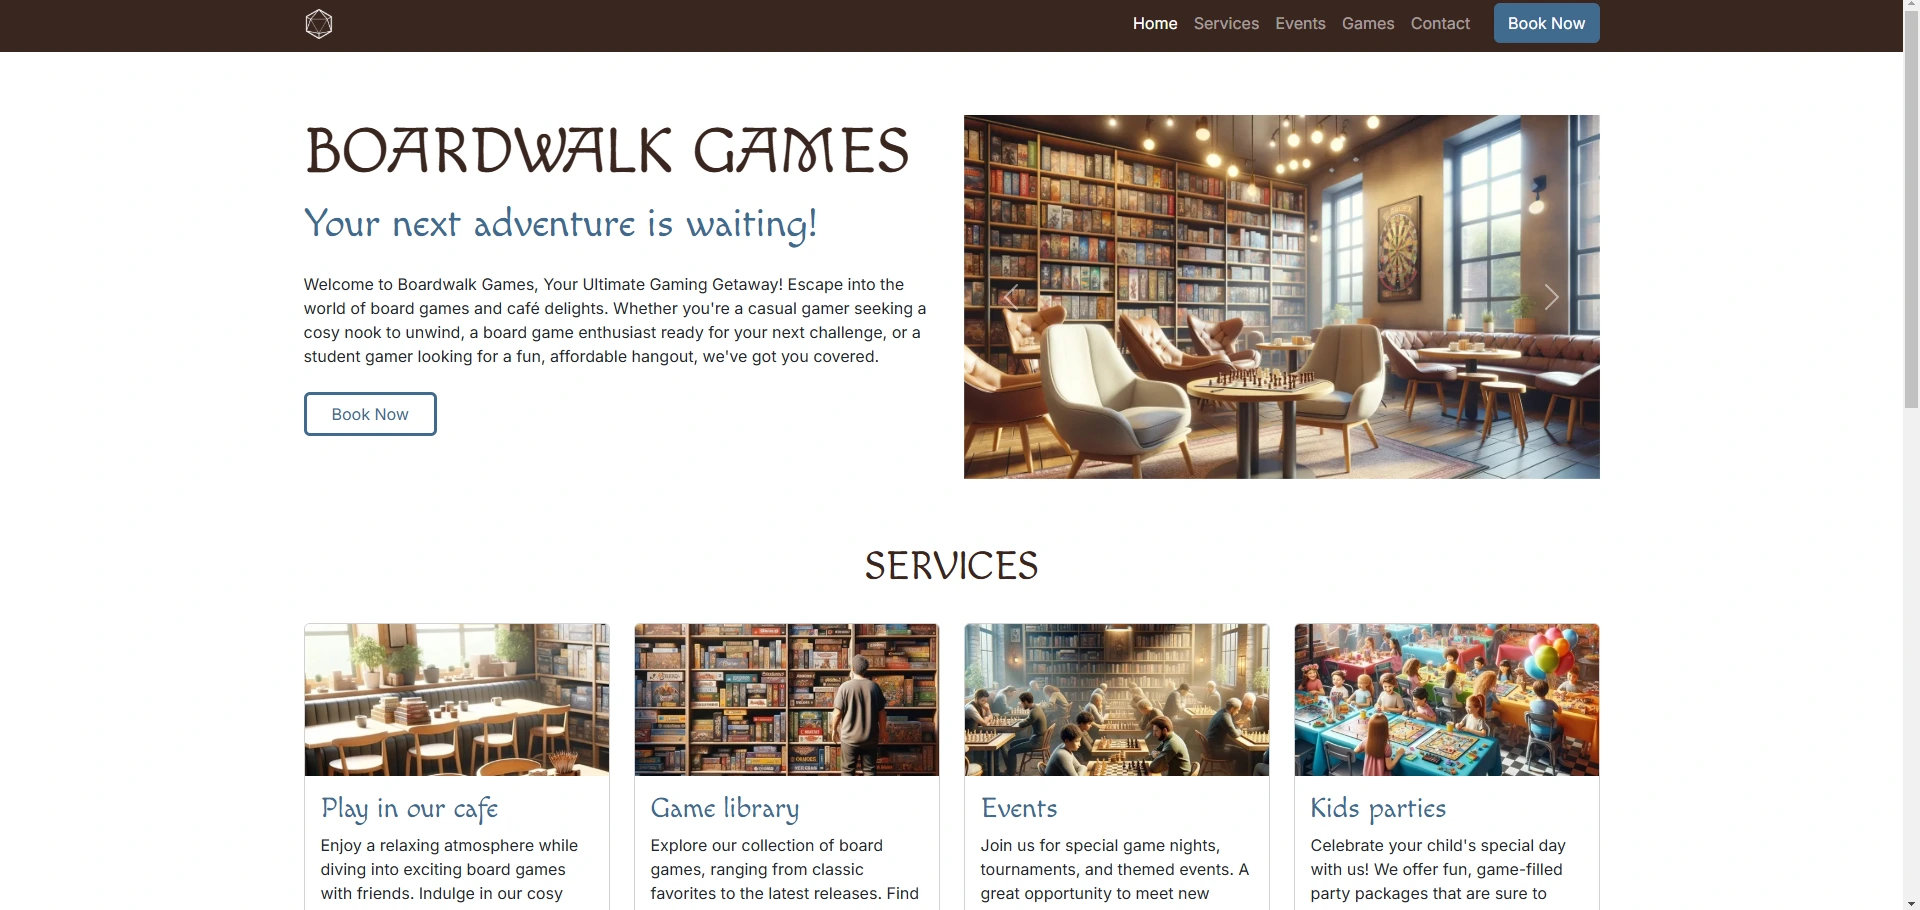 Home Services Events Games Contact Book Now
BOARDWALK GAMES
Your next adventure is waiting!
Welcome to Boardwalk Games, Your Ultimate Gaming Getaway! Escape into the
world of board games and café delights. Whether you're a casual gamer seeking a
cosy nook to unwind, a board game enthusiast ready for your next challenge, or a
student gamer looking for a fun, affordable hangout, we've got you covered.
Book Now
SERVICES
Play in our cafe
Enjoy a relaxing atmosphere while
diving into exciting board games
with friends. Indulge in our cosy
Game library
Explore our collection of board
games, ranging from classic
favorites to the latest releases. Find
Events
Join us for special game nights,
tournaments, and themed events. A
great opportunity to meet new
Kids parties
Celebrate your child's special day
with us! We offer fun, game-filled
party packages that are sure to